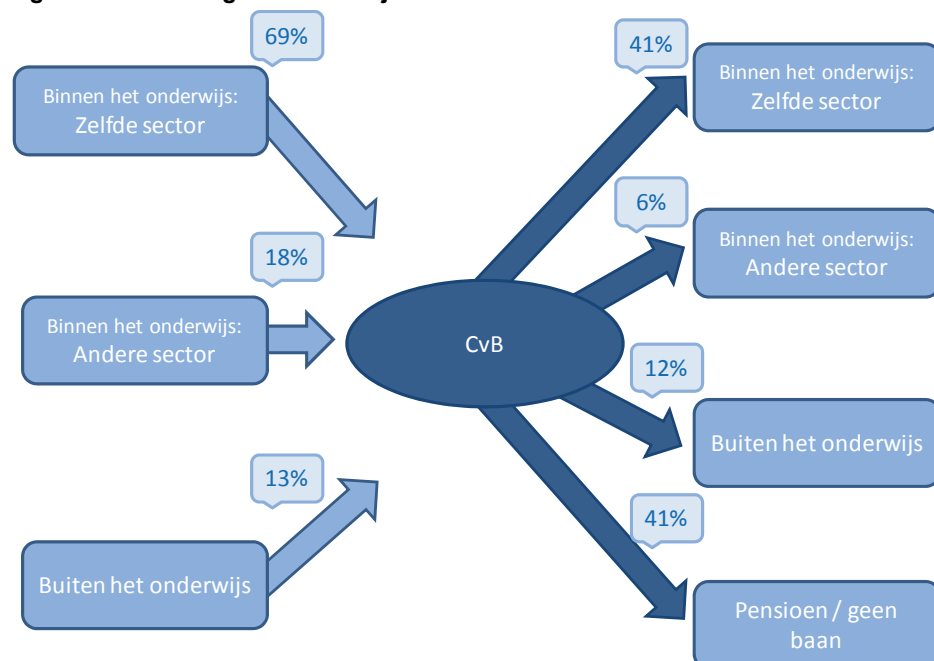 69%
Binnen het onderwijs:
Zelfde sector
18%
Binnen het onderwijs:
Andere sector
13%
Buiten het onderwijs
CvB
41%
Binnen het onderwijs:
Zelfde sector
6%
Binnen het onderwijs:
Andere sector
12%
Buiten het onderwijs
41%
Pensioen / geen
baan